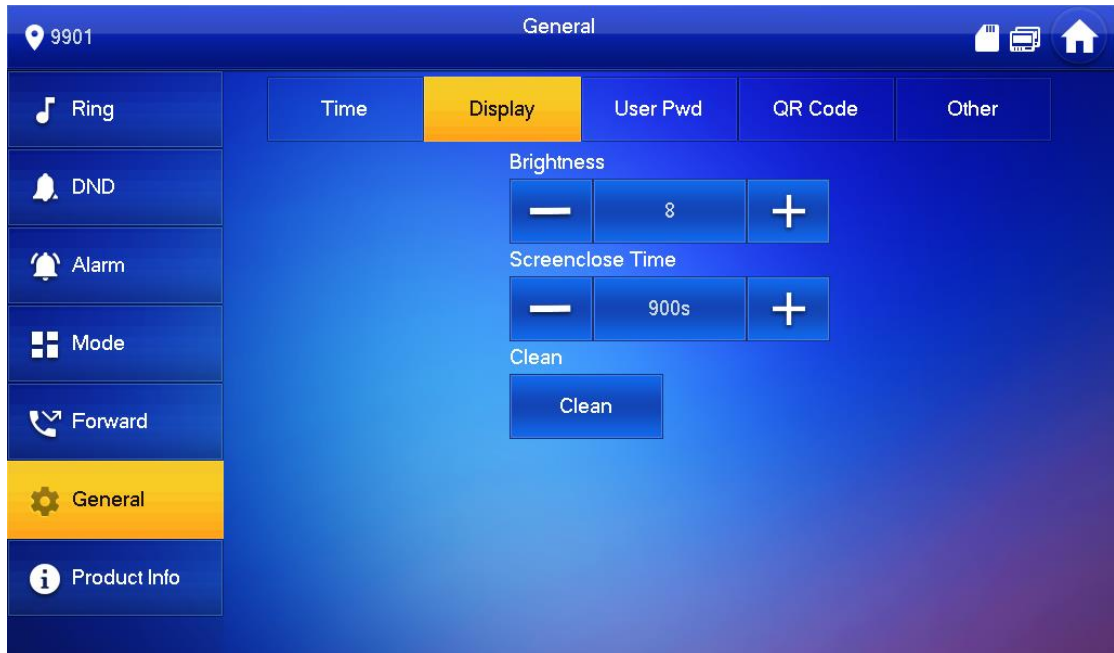 9901
General
Ring
DND
Alarm
Mode
Forward
General
Product Info
Time
Display
User Pwd
QR Code
Other
Brightness
8
Screenclose Time
900s
Clean
Clean